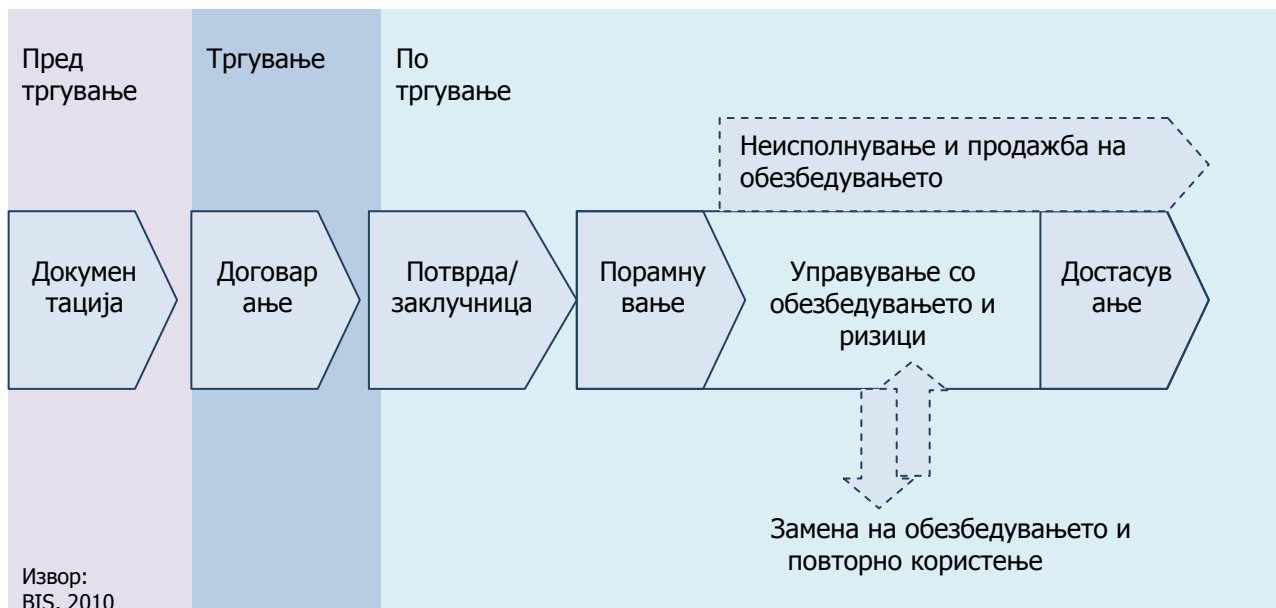 Пред
тргување
Тргување
По
тргување
Неисполнување и продажба на
обезбедувањето
Докумен
тација
Договар
ање
Потврда/
заклучница
Порамну
вање
Управување со
обезбедувањето и
ризици
Достасув
ање
Замена на обезбедувањето и
повторно користење
Извор:
BIS, 2010